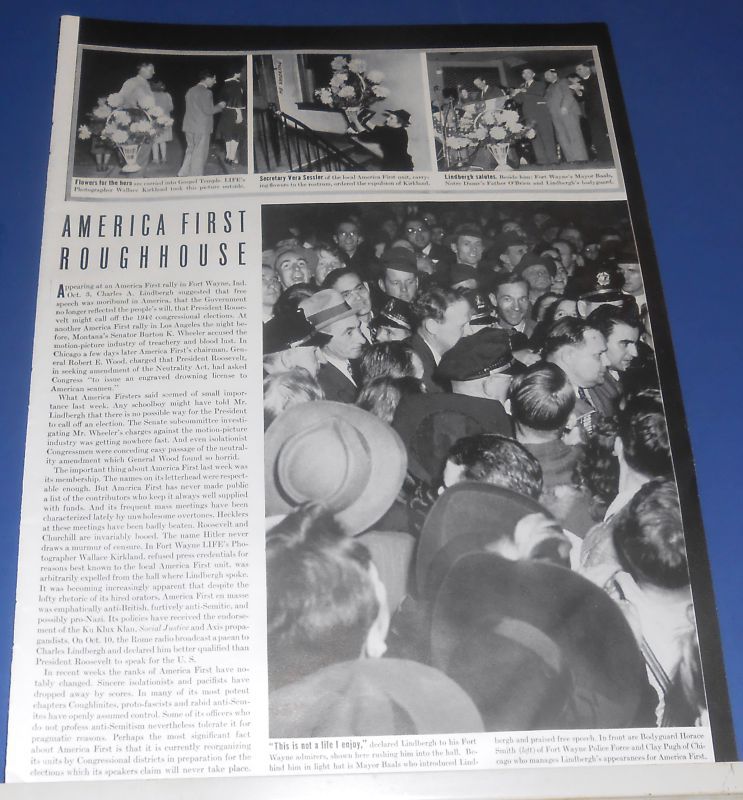 Flowers for the hero are carried into Gospel Temple. LIFE's
Photographer Wallace Kirkland took this picture outside.
Secretary Vera Sessler of the local America First unit, carry-
ing flowers to the rostrum, ordered the expulsion of Kirkland.
Lindbergh salutes. Beside him: Fort Wayne's Mayor Baals,
Notre Dame's Father O'Brien and Lindbergh's bodyguard.
AMERICA FIRST
ROUGHHOUSE
Appearing at an America First rally in Fort Wayne, Ind.
Oct. 3, Charles A. Lindbergh suggested that free
speech was moribund in America, that the Government
no longer reflected the people's will, that President Roose-
velt might call off the 1942 congressional elections. At
another America First rally in Los Angeles the night be-
fore, Montana's Senator Burton K. Wheeler accused the
motion-picture industry of treachery and blood lust. In
Chicago a few days later America First's chairman, Gen-
eral Robert E. Wood, charged that President Roosevelt,
in seeking amendment of the Neutrality Act, had asked
Congress "to issue an engraved drowning license to
American seamen."
What America Firsters said seemed of small impor-
tance last week. Any schoolboy might have told Mr.
Lindbergh that there is no possible way for the President
to call off an election. The Senate subcommittee investi-
gating Mr. Wheeler's charges against the motion-picture
industry was getting nowhere fast. And even isolationist
Congressmen were conceding easy passage of the neutral-
ity amendment which General Wood found so horrid.
The important thing about America First last week was
its membership. The names on its letterhead were respect-
able enough. But America First has never made public
a list of the contributors who keep it always well supplied
with funds. And its frequent mass meetings have been
characterized lately by unwholesome overtones. Hecklers
at these meetings have been badly beaten. Roosevelt and
Churchill are invariably booed. The name Hitler never
draws a murmur of censure. In Fort Wayne LIFE's Pho-
tographer Wallace Kirkland, refused press credentials for
reasons best known to the local America First unit, was
arbitrarily expelled from the hall where Lindbergh spoke.
It was becoming increasingly apparent that despite the
lofty rhetoric of its hired orators, America First en masse
was emphatically anti-British, furtively anti-Semitic, and
possibly pro-Nazi. Its policies have received the endorse-
ment of the Ku Klux Klan, Social Justice and Axis propa-
gandists. On Oct. 10, the Rome radio broadcast a paean to
Charles Lindbergh and declared him better qualified than
President Roosevelt to speak for the U. S.
In recent weeks the ranks of America First have no-
tably changed. Sincere isolationists and pacifists have
dropped away by scores. In many of its most potent
chapters Coughlinites, proto-fascists and rabid anti-Sem-
ites have openly assumed control. Some of its officers who
do not profess anti-Semitism nevertheless tolerate it for
pragmatic reasons. Perhaps the most significant fact
about America First is that it is currently reorganizing
its units by Congressional districts in preparation for the
elections which its speakers claim will never take place.
"This is not a life I enjoy," declared Lindbergh to his Fort
Wayne admirers, shown here rushing him into the hall. Be-
hind him in light hat is Mayor Baals who introduced Lind-
bergh and praised free speech. In front are Bodyguard Horace
Smith (left) of Fort Wayne Police Force and Clay Pugh of Chi-
cago who manages Lindbergh's appearances for America First.